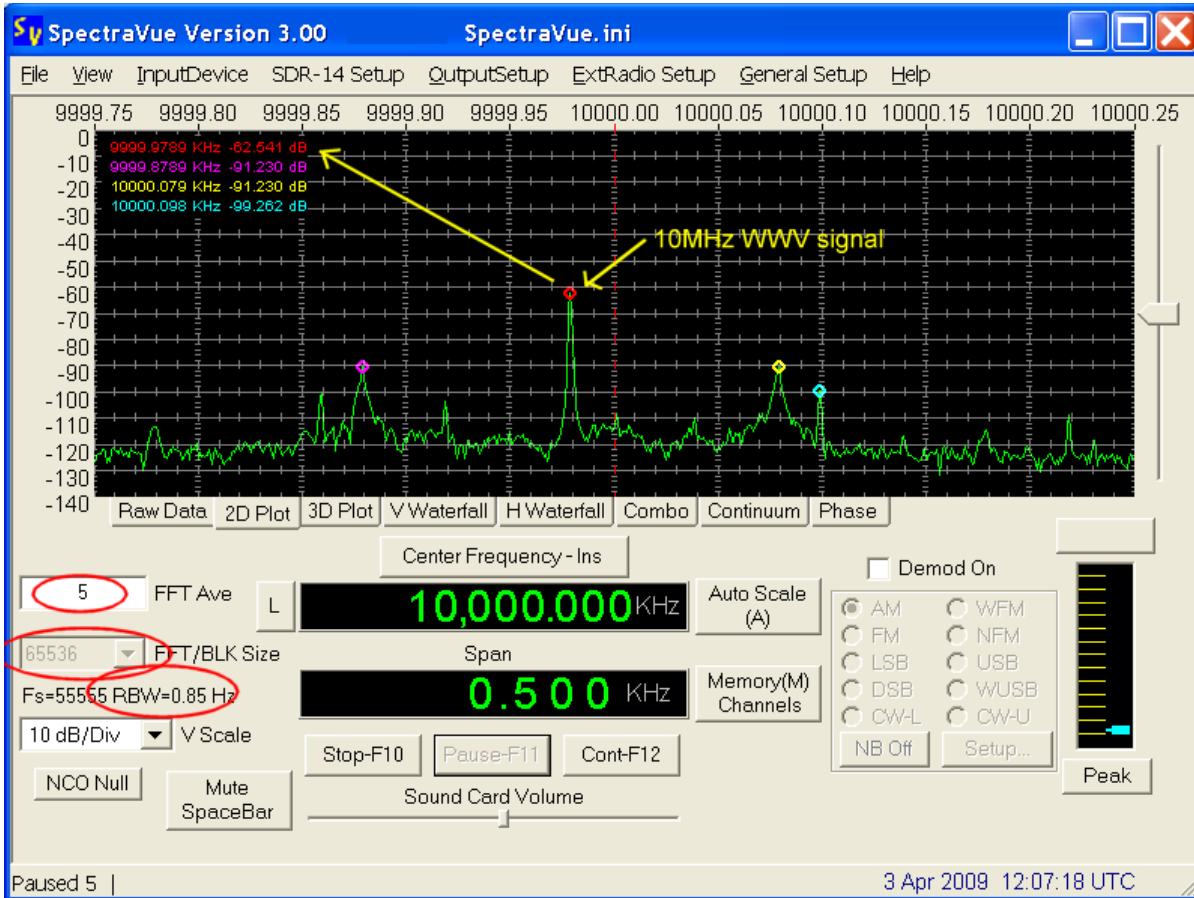 SpectraVue Version 3.00 SpectraVue.ini
File View InputDevice SDR-14 Setup OutputSetup ExtRadio Setup General Setup Help
9999.75 9999.80 9999.85 9999.90 9999.95 10000.00 10000.05 10000.10 10000.15 10000.20 10000.25
0
-10
-20
-30
-40
-50
-60
-70
-80
-90
-100
-110
-120
-130
-140
9999.9789 KHz -62.541 dB
9999.8789 KHz -91.230 dB
10000.079 KHz -91.230 dB
10000.098 KHz -99.262 dB
10MHz WWV signal
Raw Data 2D Plot 3D Plot V Waterfall H Waterfall Combo Continuum Phase
Center Frequency - Ins
5 FFT Ave
L
10,000.000 KHz
Auto Scale
(A)
65536 FFT/BLK Size
Span
Fs=55555 RBW=0.85 Hz
0.500 KHz
Memory(M)
Channels
10 dB/Div V Scale
Stop-F10 Pause-F11 Cont-F12
NCO Null
Mute
SpaceBar
Sound Card Volume
Demod On
AM WFM
FM NFM
LSB USB
DSB WUSB
CW-L CW-U
NB Off Setup...
Peak
Paused 5 |
3 Apr 2009 12:07:18 UTC